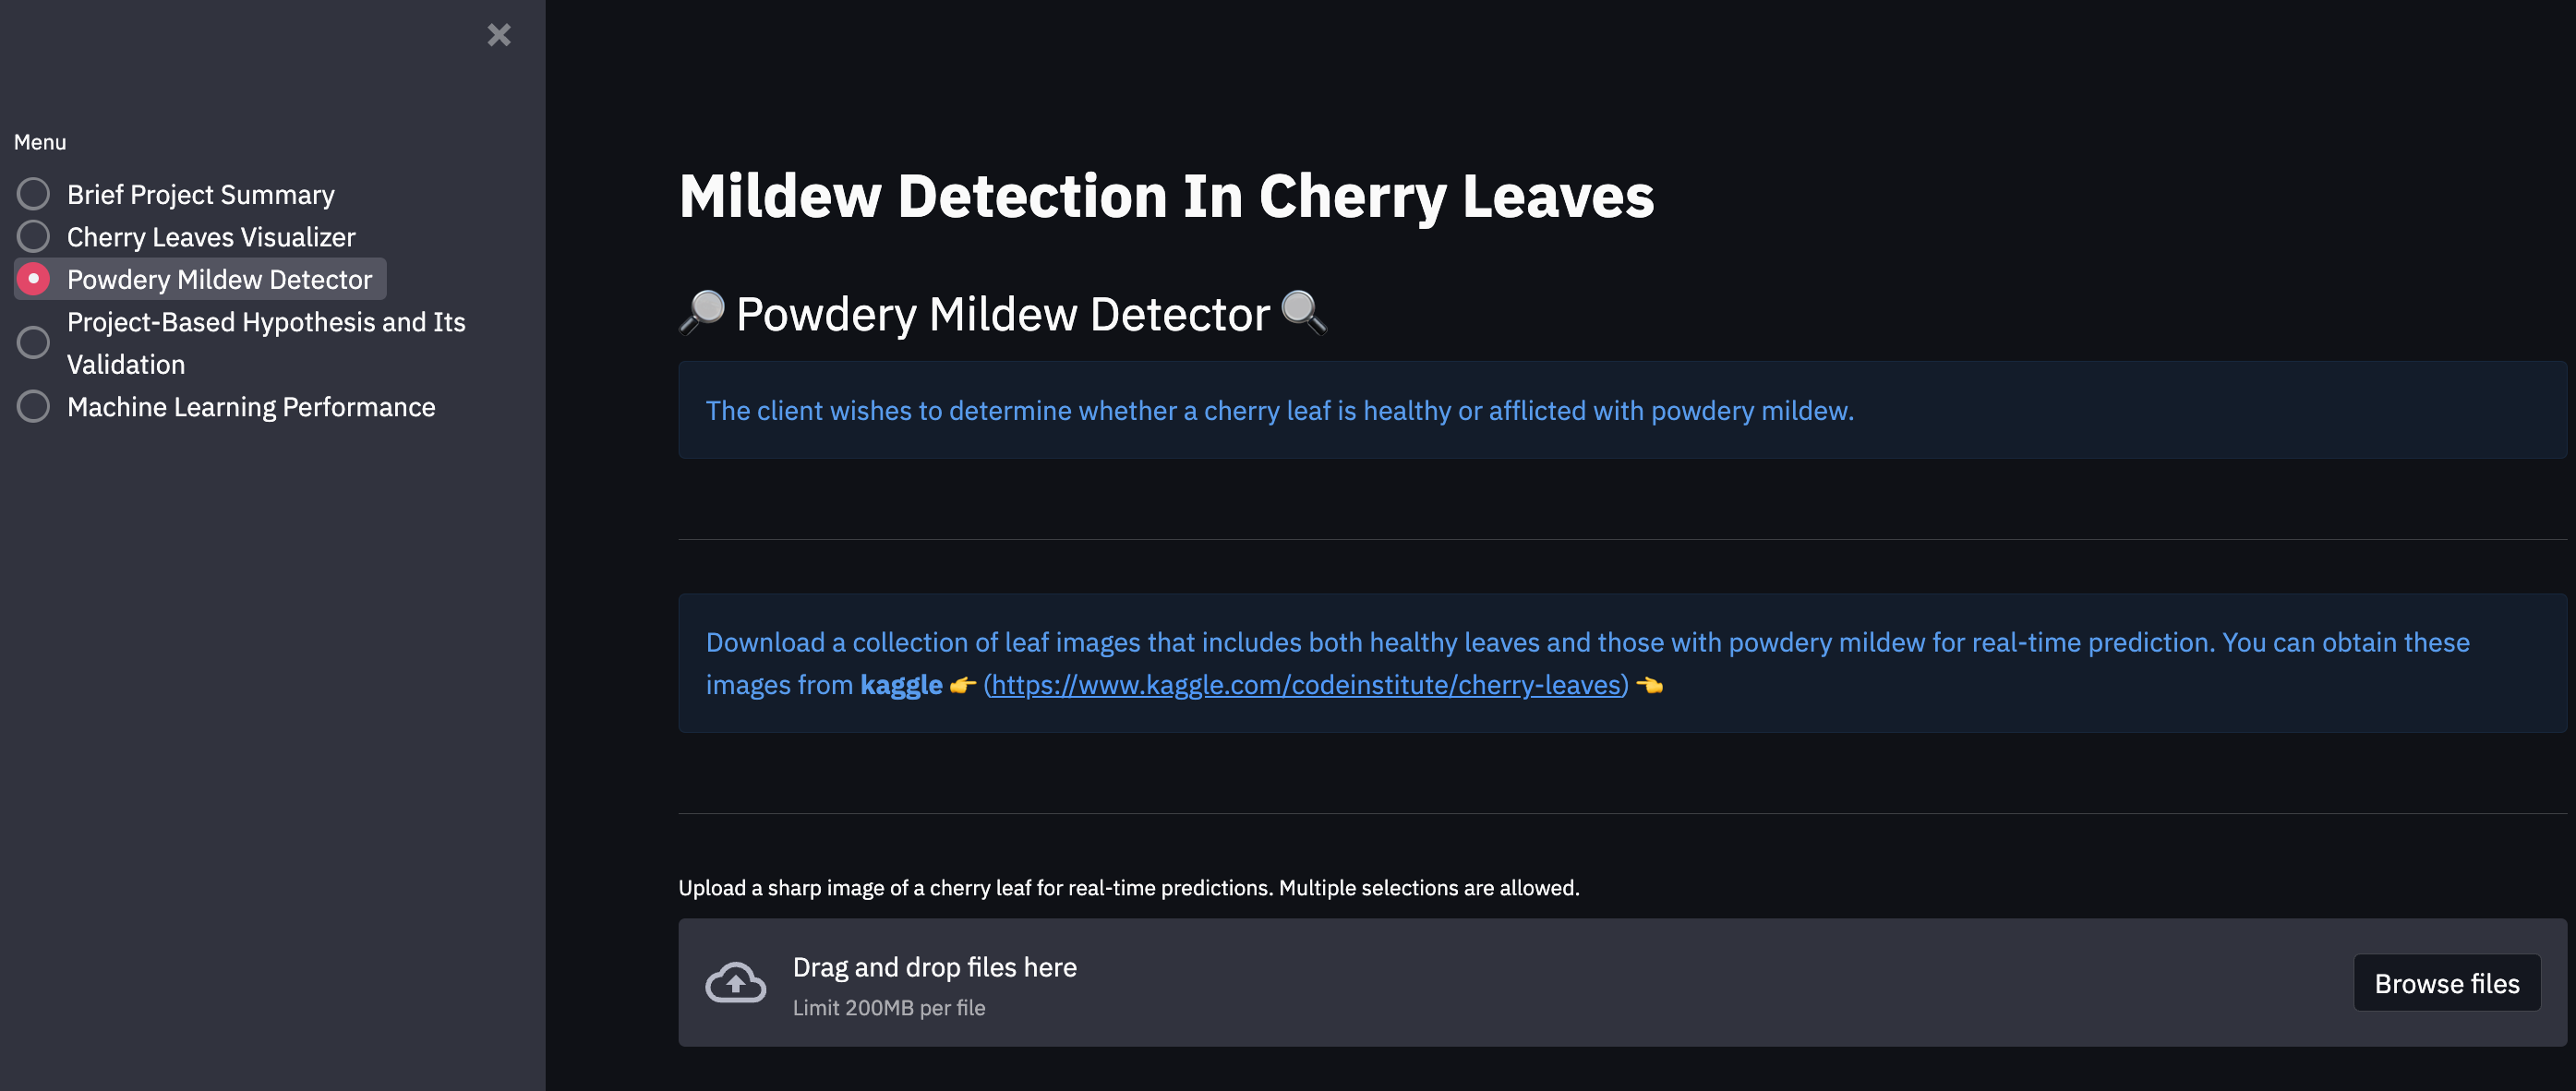 Menu
Brief Project Summary
Cherry Leaves Visualizer
Powdery Mildew Detector
Project-Based Hypothesis and Its
Validation
Machine Learning Performance
Mildew Detection In Cherry Leaves
🔎 Powdery Mildew Detector 🔍
The client wishes to determine whether a cherry leaf is healthy or afflicted with powdery mildew.
Download a collection of leaf images that includes both healthy leaves and those with powdery mildew for real-time prediction. You can obtain these
images from kaggle 👉 (https://www.kaggle.com/codeinstitute/cherry-leaves) 👈
Upload a sharp image of a cherry leaf for real-time predictions. Multiple selections are allowed.
Drag and drop files here
Limit 200MB per file
Browse files